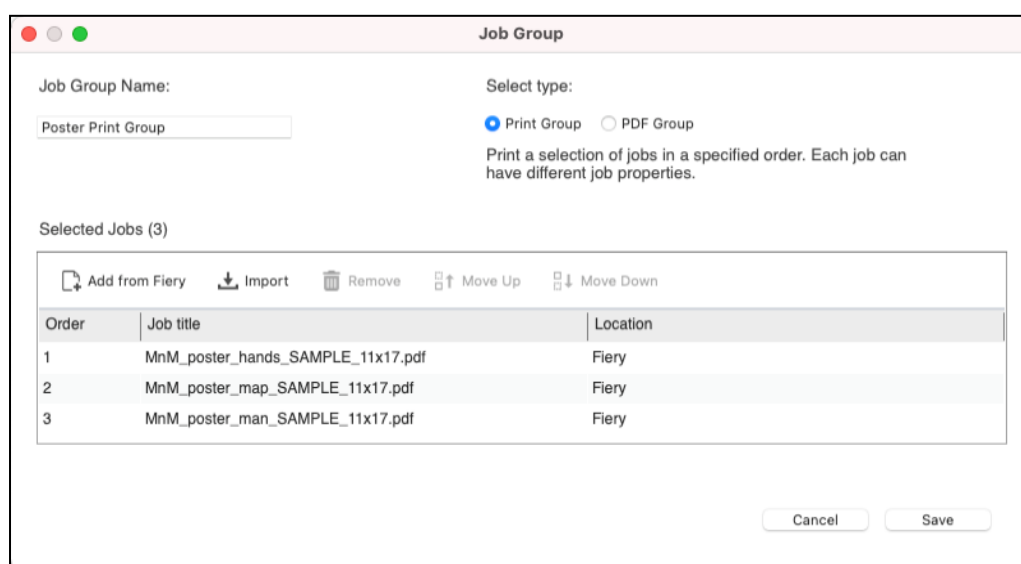 Job Group
Job Group Name:
Select type:
Poster Print Group
Print Group
PDF Group
Print a selection of jobs in a specified order. Each job can
have different job properties.
Selected Jobs (3)
Add from Fiery
Import
Remove
Move Up
Move Down
Order Job title Location
1 MnM_poster_hands_SAMPLE_11x17.pdf Fiery
2 MnM_poster_map_SAMPLE_11x17.pdf Fiery
3 MnM_poster_man_SAMPLE_11x17.pdf Fiery
Cancel
Save